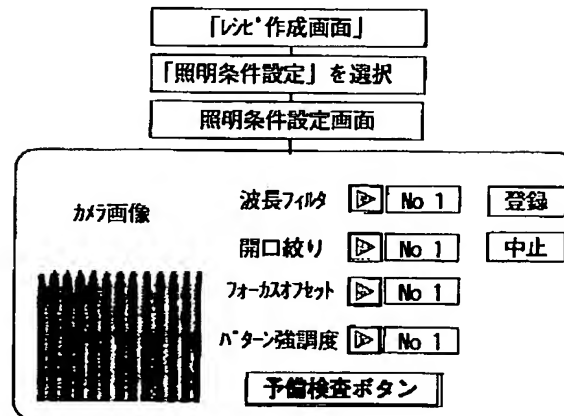 「レシピ作成画面」
「照明条件設定」を選択
照明条件設定画面
カメラ画像
波長フィルタ No 1 登録
開口絞り No 1 中止
フォーカスオフセット No 1
パターン強調度 No 1
予備検査ボタン